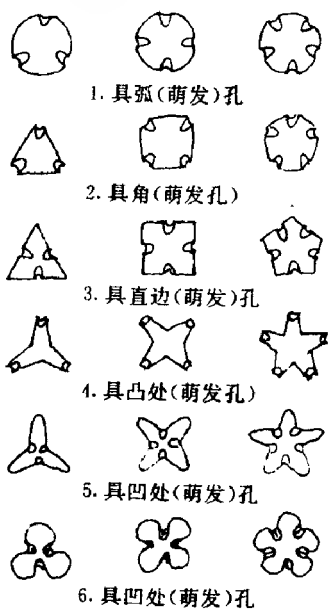 1. 具弧(萌发)孔
2. 具角(萌发孔)
3. 具直边(萌发)孔
4. 具凸处(萌发孔)
5. 具凹处(萌发)孔
6. 具凹处(萌发)孔